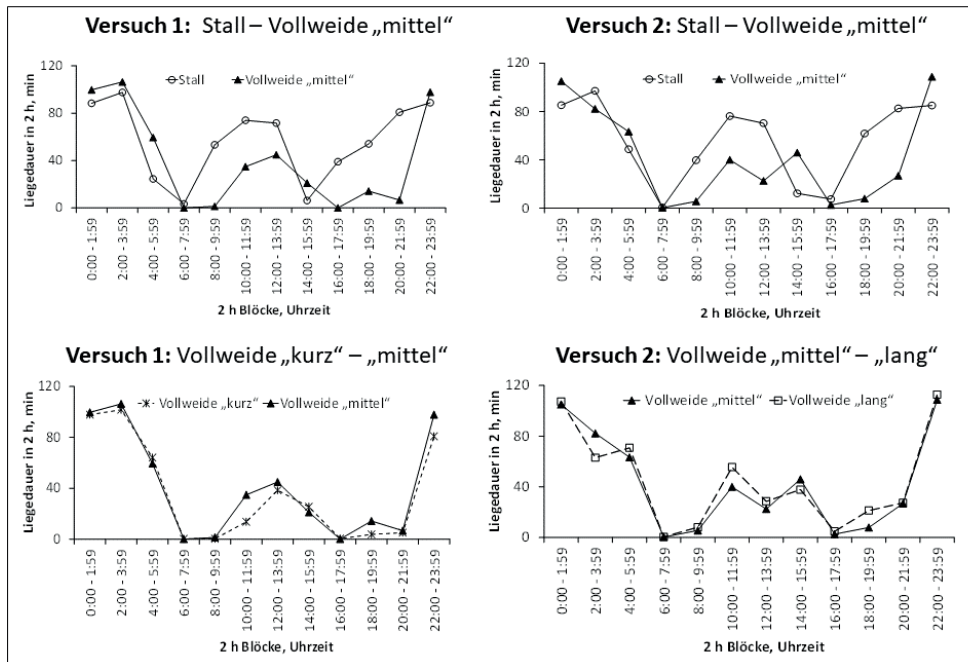 Versuch 1: Stall – Vollweide „mittel“
120
80
40
0
Liegedauer in 2 h, min
Stall
Vollweide „mittel“
0:00 - 1:59
2:00 - 3:59
4:00 - 5:59
6:00 - 7:59
8:00 - 9:59
10:00 - 11:59
12:00 - 13:59
14:00 - 15:59
16:00 - 17:59
18:00 - 19:59
20:00 - 21:59
22:00 - 23:59
2 h Blöcke, Uhrzeit
Versuch 2: Stall – Vollweide „mittel“
120
80
40
0
Liegedauer in 2 h, min
Stall
Vollweide „mittel“
0:00 - 1:59
2:00 - 3:59
4:00 - 5:59
6:00 - 7:59
8:00 - 9:59
10:00 - 11:59
12:00 - 13:59
14:00 - 15:59
16:00 - 17:59
18:00 - 19:59
20:00 - 21:59
22:00 - 23:59
2 h Blöcke, Uhrzeit
Versuch 1: Vollweide „kurz“ – „mittel“
120
80
40
0
Liegedauer in 2 h, min
Vollweide „kurz“
Vollweide „mittel“
0:00 - 1:59
2:00 - 3:59
4:00 - 5:59
6:00 - 7:59
8:00 - 9:59
10:00 - 11:59
12:00 - 13:59
14:00 - 15:59
16:00 - 17:59
18:00 - 19:59
20:00 - 21:59
22:00 - 23:59
2 h Blöcke, Uhrzeit
Versuch 2: Vollweide „mittel“ – „lang“
120
80
40
0
Liegedauer in 2 h, min
Vollweide „mittel“
Vollweide „lang“
0:00 - 1:59
2:00 - 3:59
4:00 - 5:59
6:00 - 7:59
8:00 - 9:59
10:00 - 11:59
12:00 - 13:59
14:00 - 15:59
16:00 - 17:59
18:00 - 19:59
20:00 - 21:59
22:00 - 23:59
2 h Blöcke, Uhrzeit